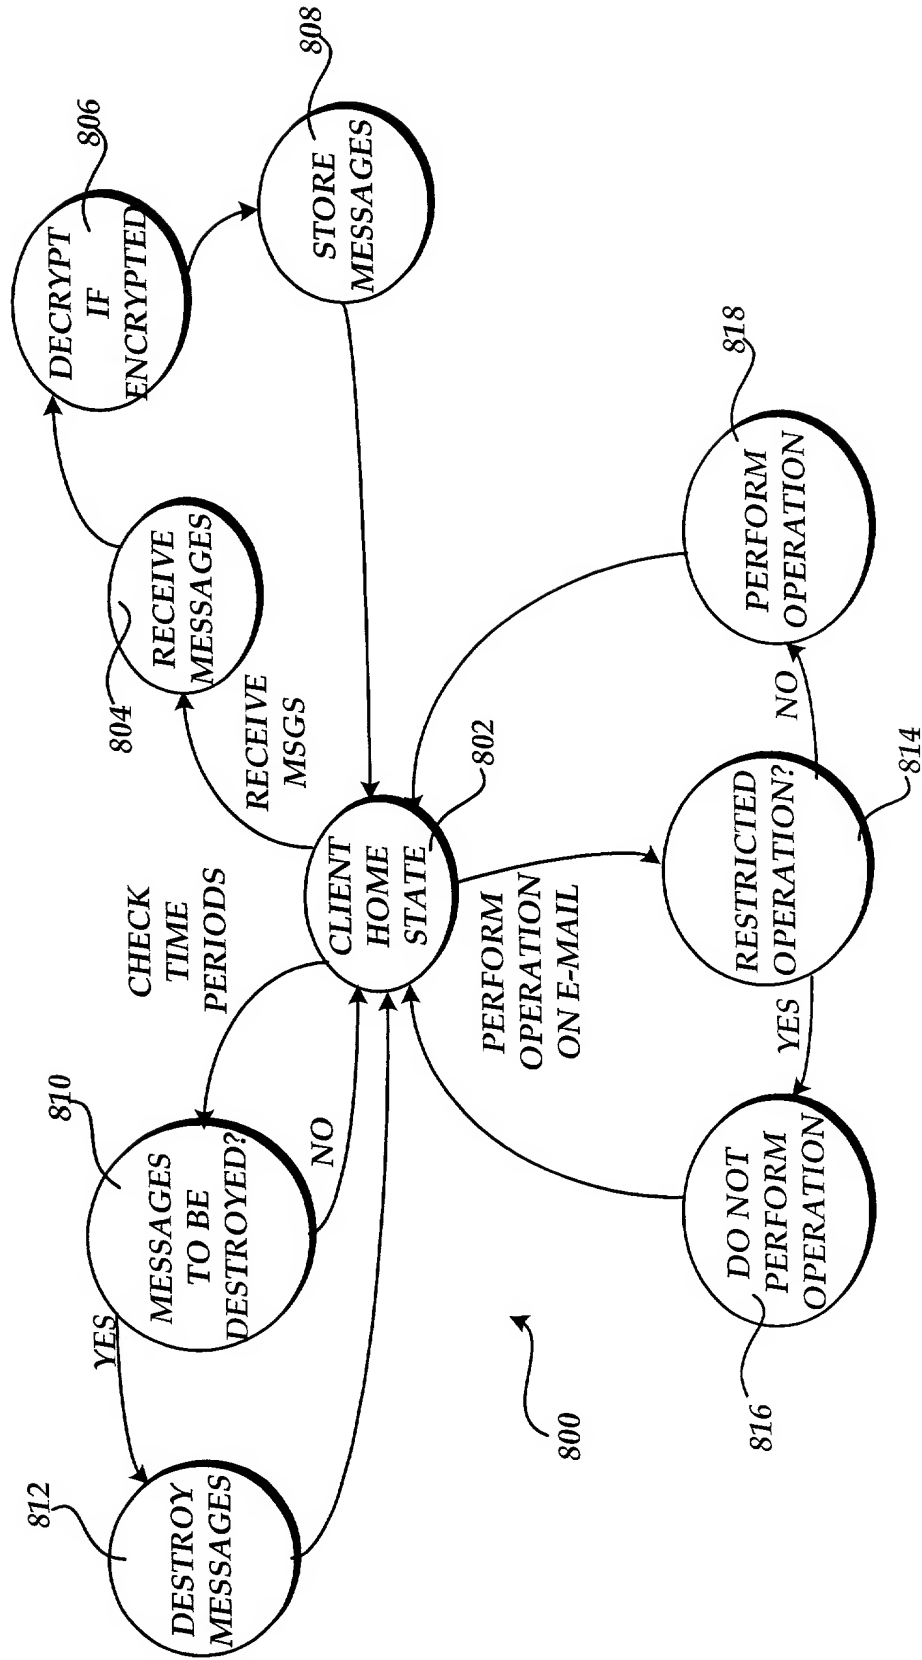 812
DESTROY
MESSAGES
YES
810
MESSAGES
TO BE
DESTROYED?
NO
CHECK
TIME
PERIODS
CLIENT
HOME
STATE
802
RECEIVE
MSGS
804
RECEIVE
MESSAGES
806
DECRYPT
IF
ENCRYPTED
808
STORE
MESSAGES
800
PERFORM
OPERATION
ON E-MAIL
816
DO NOT
PERFORM
OPERATION
YES
RESTRICTED
OPERATION?
814
NO
818
PERFORM
OPERATION